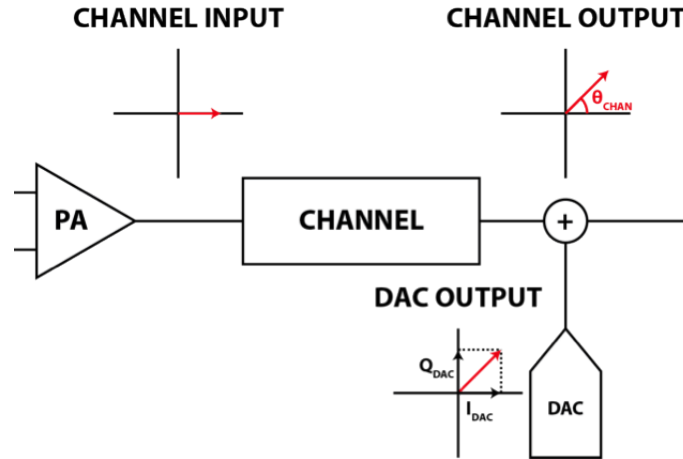 CHANNEL INPUT
CHANNEL OUTPUT
θCHAN
PA
CHANNEL
+
DAC OUTPUT
QDAC
IDAC
DAC